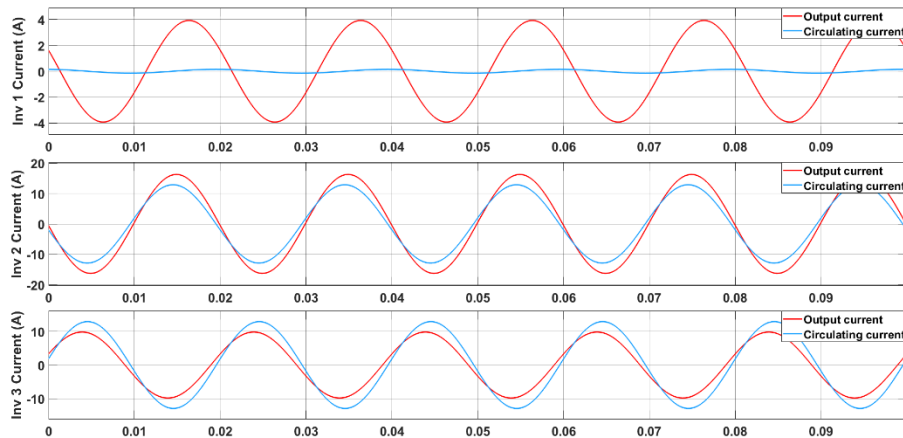 4
2
0
-2
-4
Inv 1 Current (A)
Output current
Circulating current
0 0.01 0.02 0.03 0.04 0.05 0.06 0.07 0.08 0.09
20
10
0
-10
-20
Inv 2 Current (A)
Output current
Circulating current
0 0.01 0.02 0.03 0.04 0.05 0.06 0.07 0.08 0.09
10
0
-10
Inv 3 Current (A)
Output current
Circulating current
0 0.01 0.02 0.03 0.04 0.05 0.06 0.07 0.08 0.09